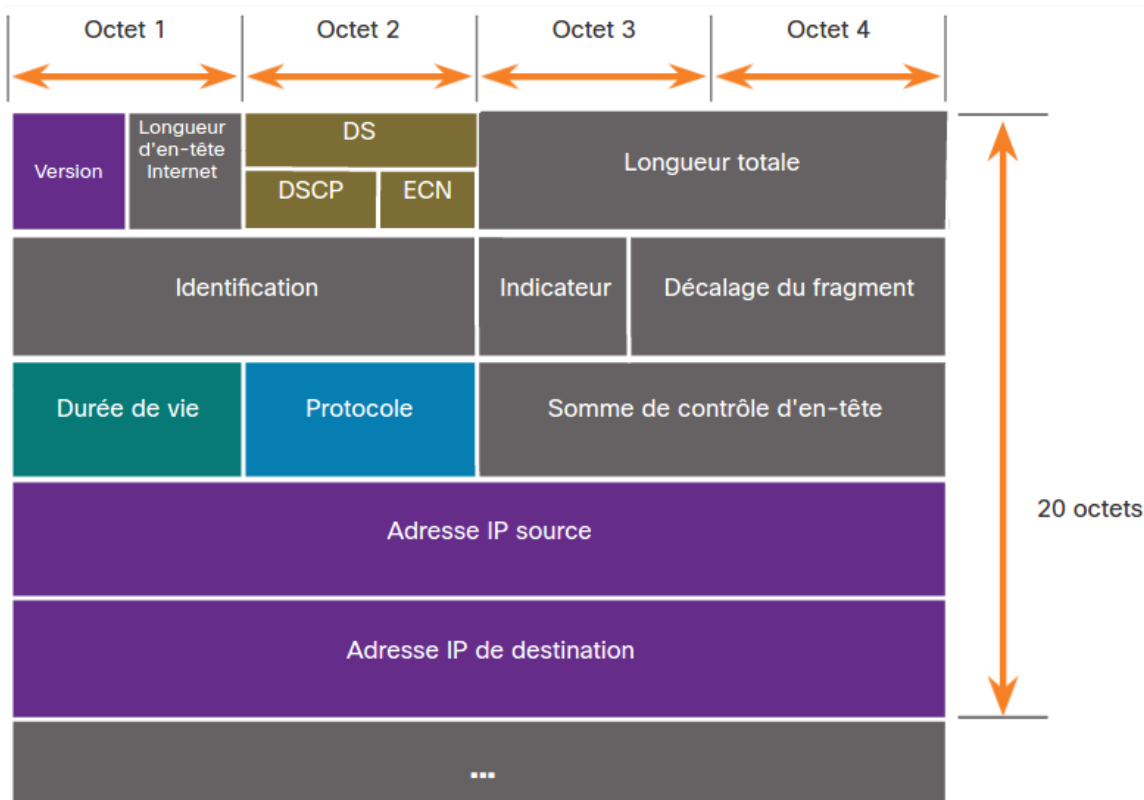 Octet 1
Octet 2
Octet 3
Octet 4
Version
Longueur
d'en-tête
Internet
DS
DSCP
ECN
Longueur totale
Identification
Indicateur
Décalage du fragment
Durée de vie
Protocole
Somme de contrôle d'en-tête
Adresse IP source
20 octets
Adresse IP de destination
...